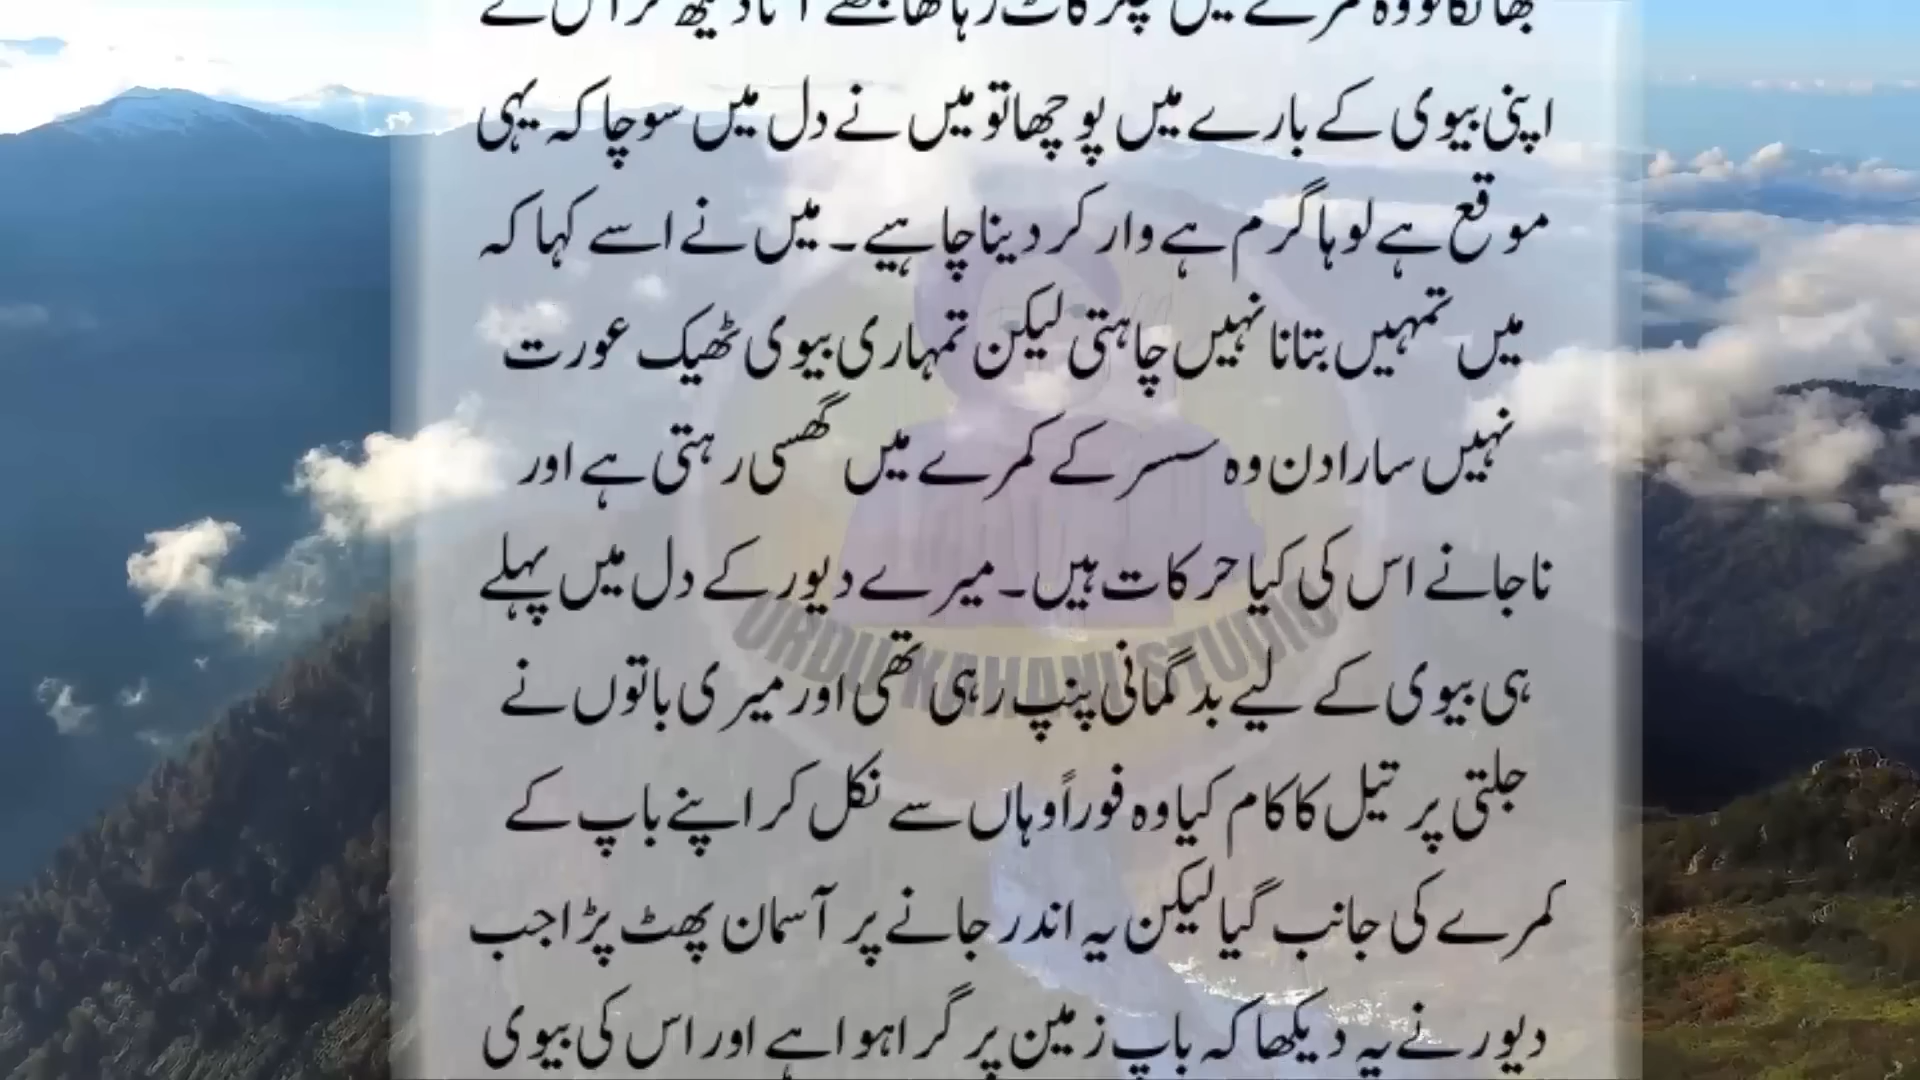 اپنی بیوی کے بارے میں پوچھا تو میں نے دل میں سوچا کہ یہی
موقع ہے لوہا گرم ہے وار کر دینا چاہیے۔ میں نے اسے کہا کہ
میں تمہیں بتانا نہیں چاہتی لیکن تمہاری بیوی ٹھیک عورت
نہیں سارا دن وہ سسر کے کمرے میں گھسی رہتی ہے اور
ناجانے اس کی کیا حرکات ہیں۔ میرے دیور کے دل میں پہلے
ہی بیوی کے لیے بدگمانی پنپ رہی تھی اور میری باتوں نے
جلتی پر تیل کا کام کیا وہ فوراً وہاں سے نکل کر اپنے باپ کے
کمرے کی جانب گیا لیکن یہ اندر جانے پر آسمان پھٹ پڑا جب
دیور نے یہ دیکھا کہ باپ زمین پر گرا ہوا ہے اور اس کی بیوی
URDU KAHANI STUDIO